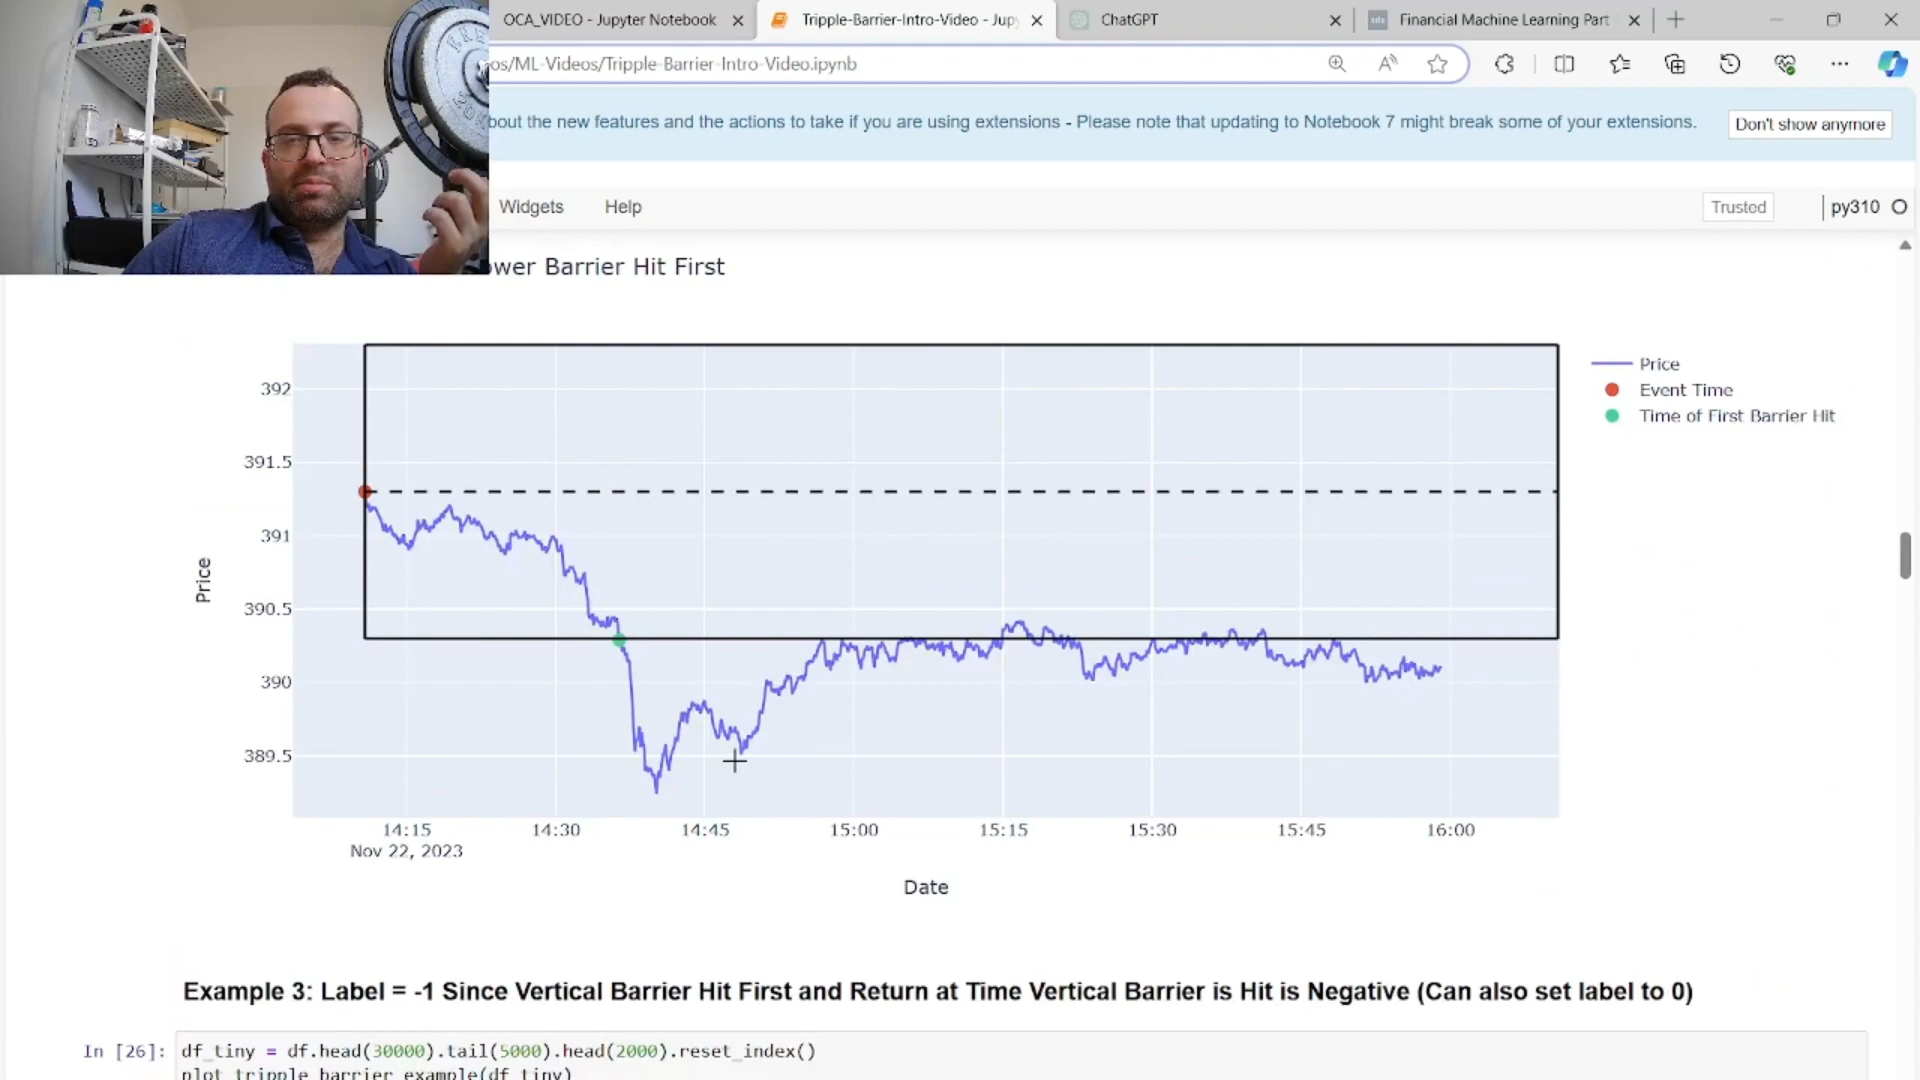 OCA_VIDEO - Jupyter Notebook
Tripple-Barrier-Intro-Video - Jup
ChatGPT
Financial Machine Learning Part
os/ML-Videos/Tripple-Barrier-Intro-Video.ipynb
bout the new features and the actions to take if you are using extensions - Please note that updating to Notebook 7 might break some of your extensions.
Don't show anymore
Widgets
Help
Trusted
py310
ower Barrier Hit First
Price
Event Time
Time of First Barrier Hit
392
391.5
391
390.5
390
389.5
Price
14:15
14:30
14:45
15:00
15:15
15:30
15:45
16:00
Nov 22, 2023
Date
Example 3: Label = -1 Since Vertical Barrier Hit First and Return at Time Vertical Barrier is Hit is Negative (Can also set label to 0)
In [26]:
df_tiny = df.head(30000).tail(5000).head(2000).reset_index()
plot_tripple_barrier_example(df_tiny)